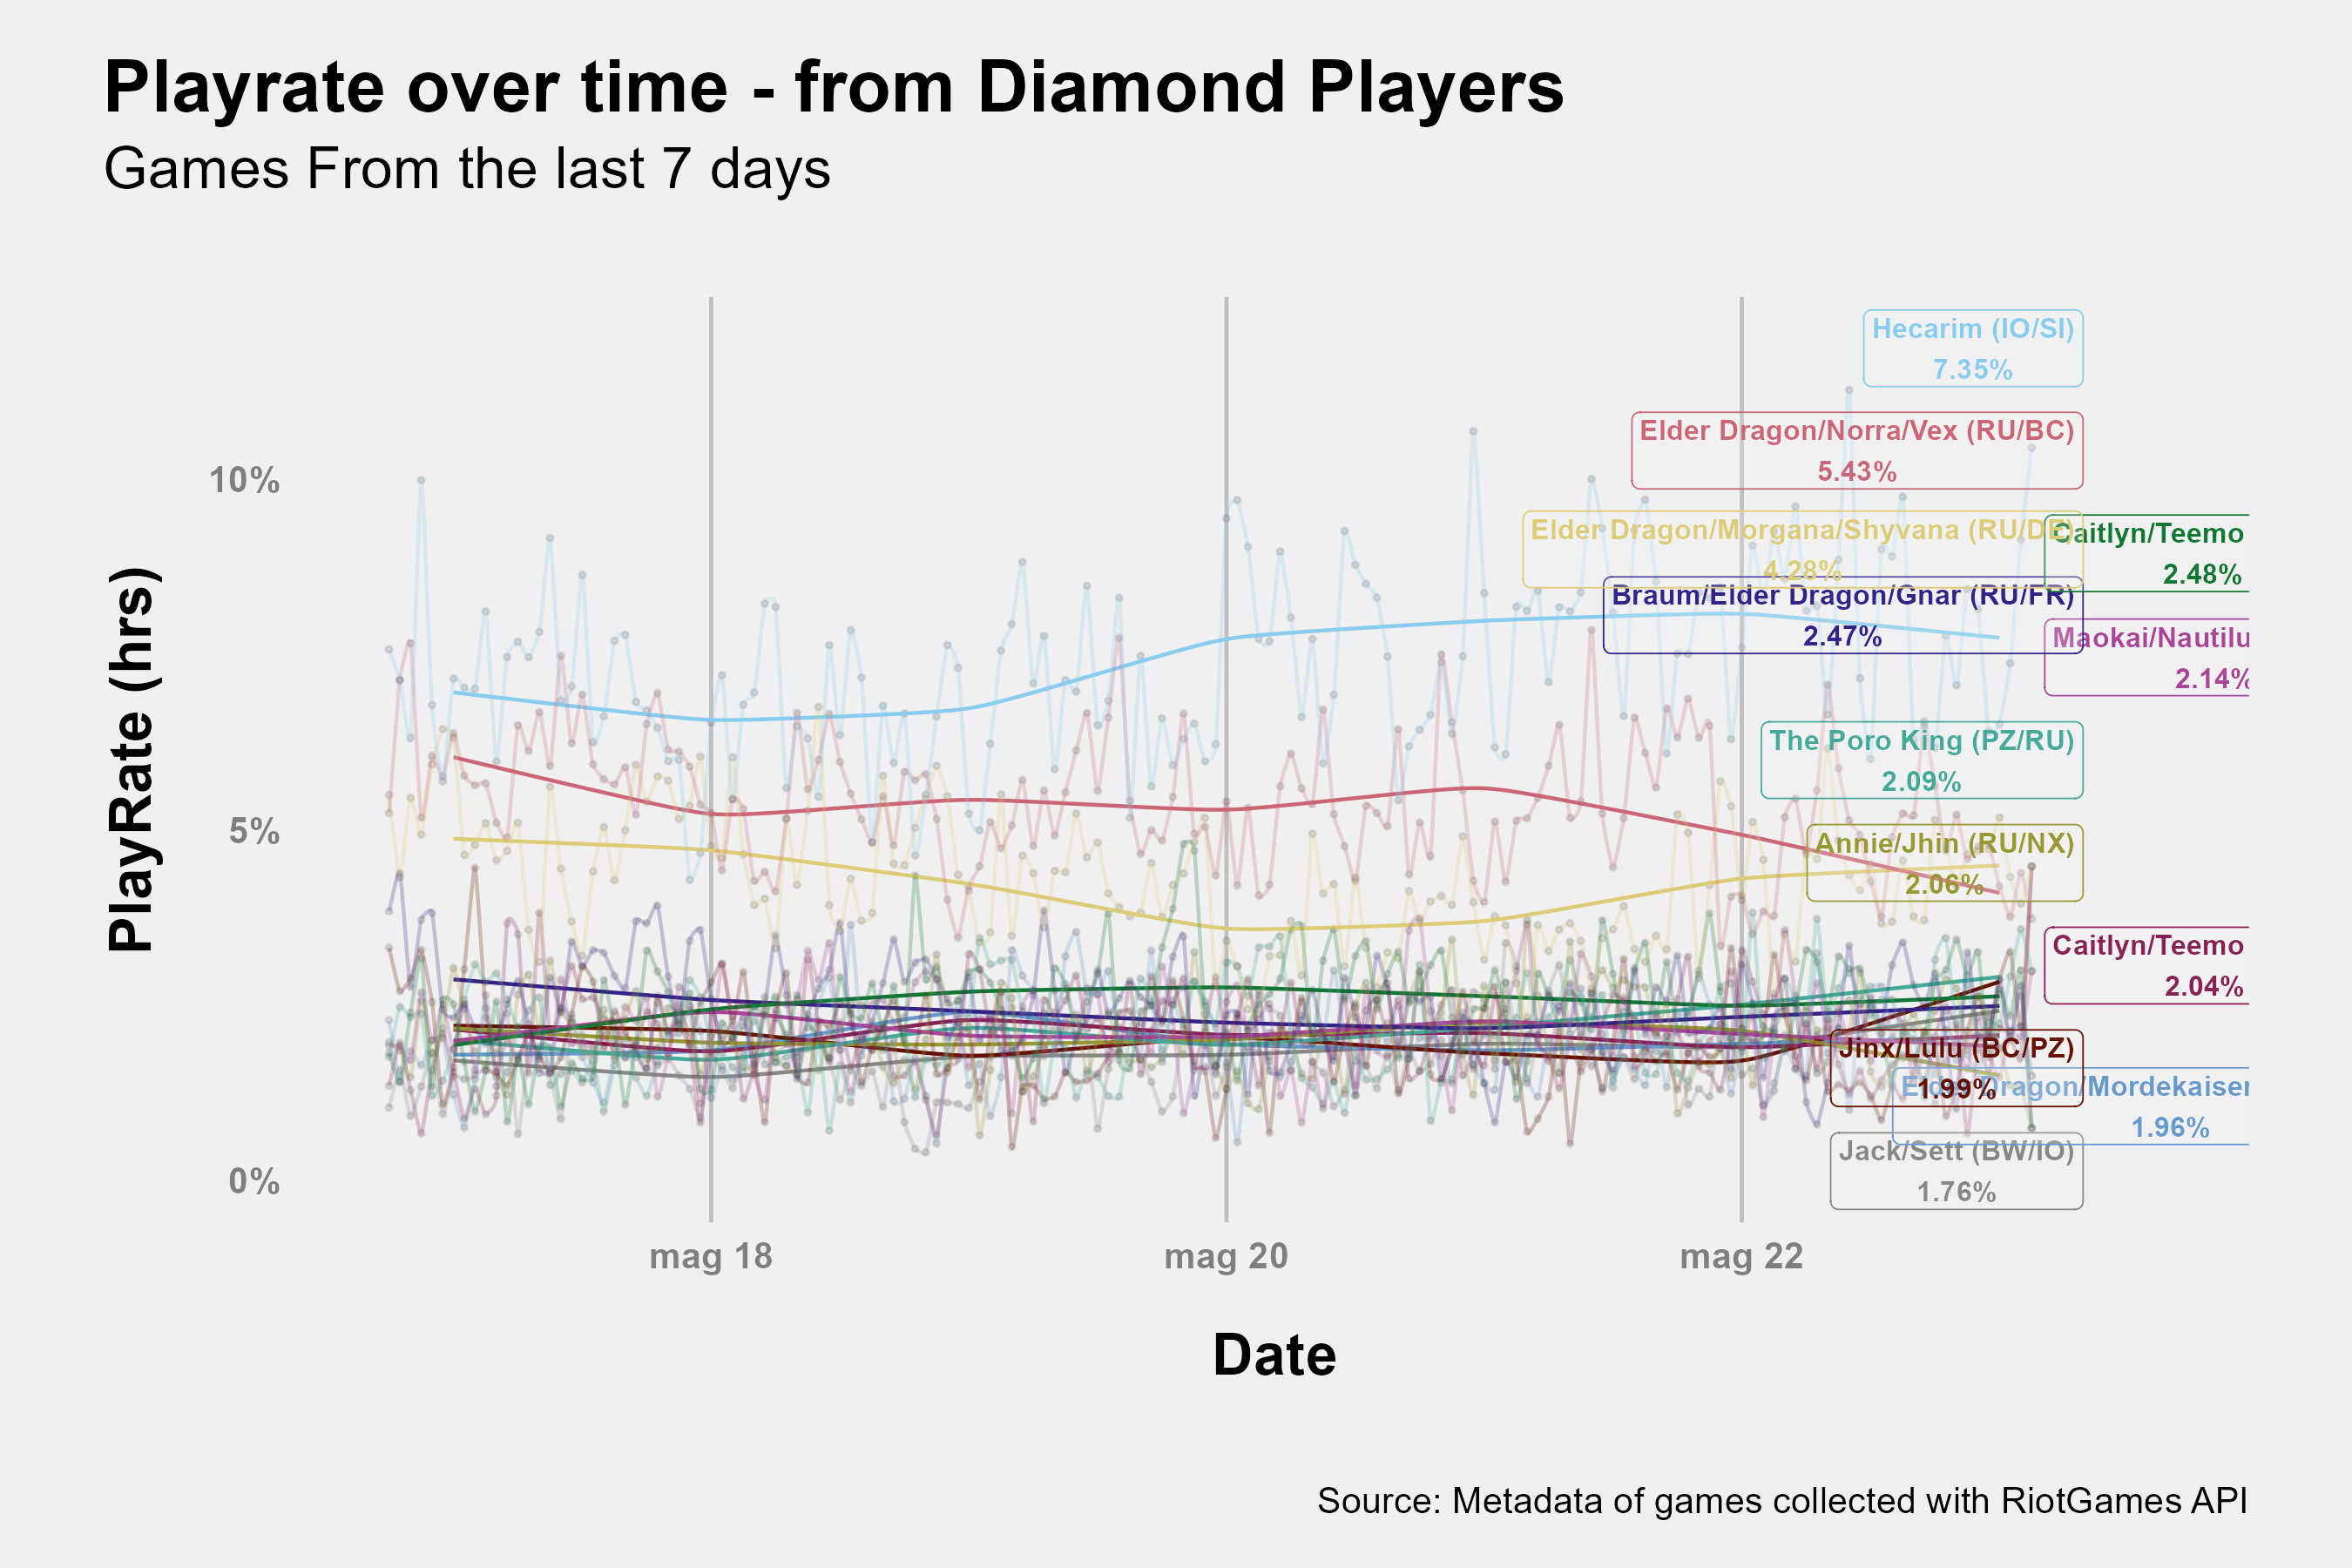 Playrate over time - from Diamond Players
Games From the last 7 days
PlayRate (hrs)
10%
5%
0%
Hecarim (IO/SI)
7.35%
Elder Dragon/Norra/Vex (RU/BC)
5.43%
Elder Dragon/Morgana/Shyvana (RU/DE)
4.28%
Caitlyn/Teemo
2.48%
Braum/Elder Dragon/Gnar (RU/FR)
2.47%
Maokai/Nautilu
2.14%
The Poro King (PZ/RU)
2.09%
Annie/Jhin (RU/NX)
2.06%
Caitlyn/Teemo
2.04%
Jinx/Lulu (BC/PZ)
1.99%
Elder Dragon/Mordekaiser
1.96%
Jack/Sett (BW/IO)
1.76%
mag 18
mag 20
mag 22
Date
Source: Metadata of games collected with RiotGames API